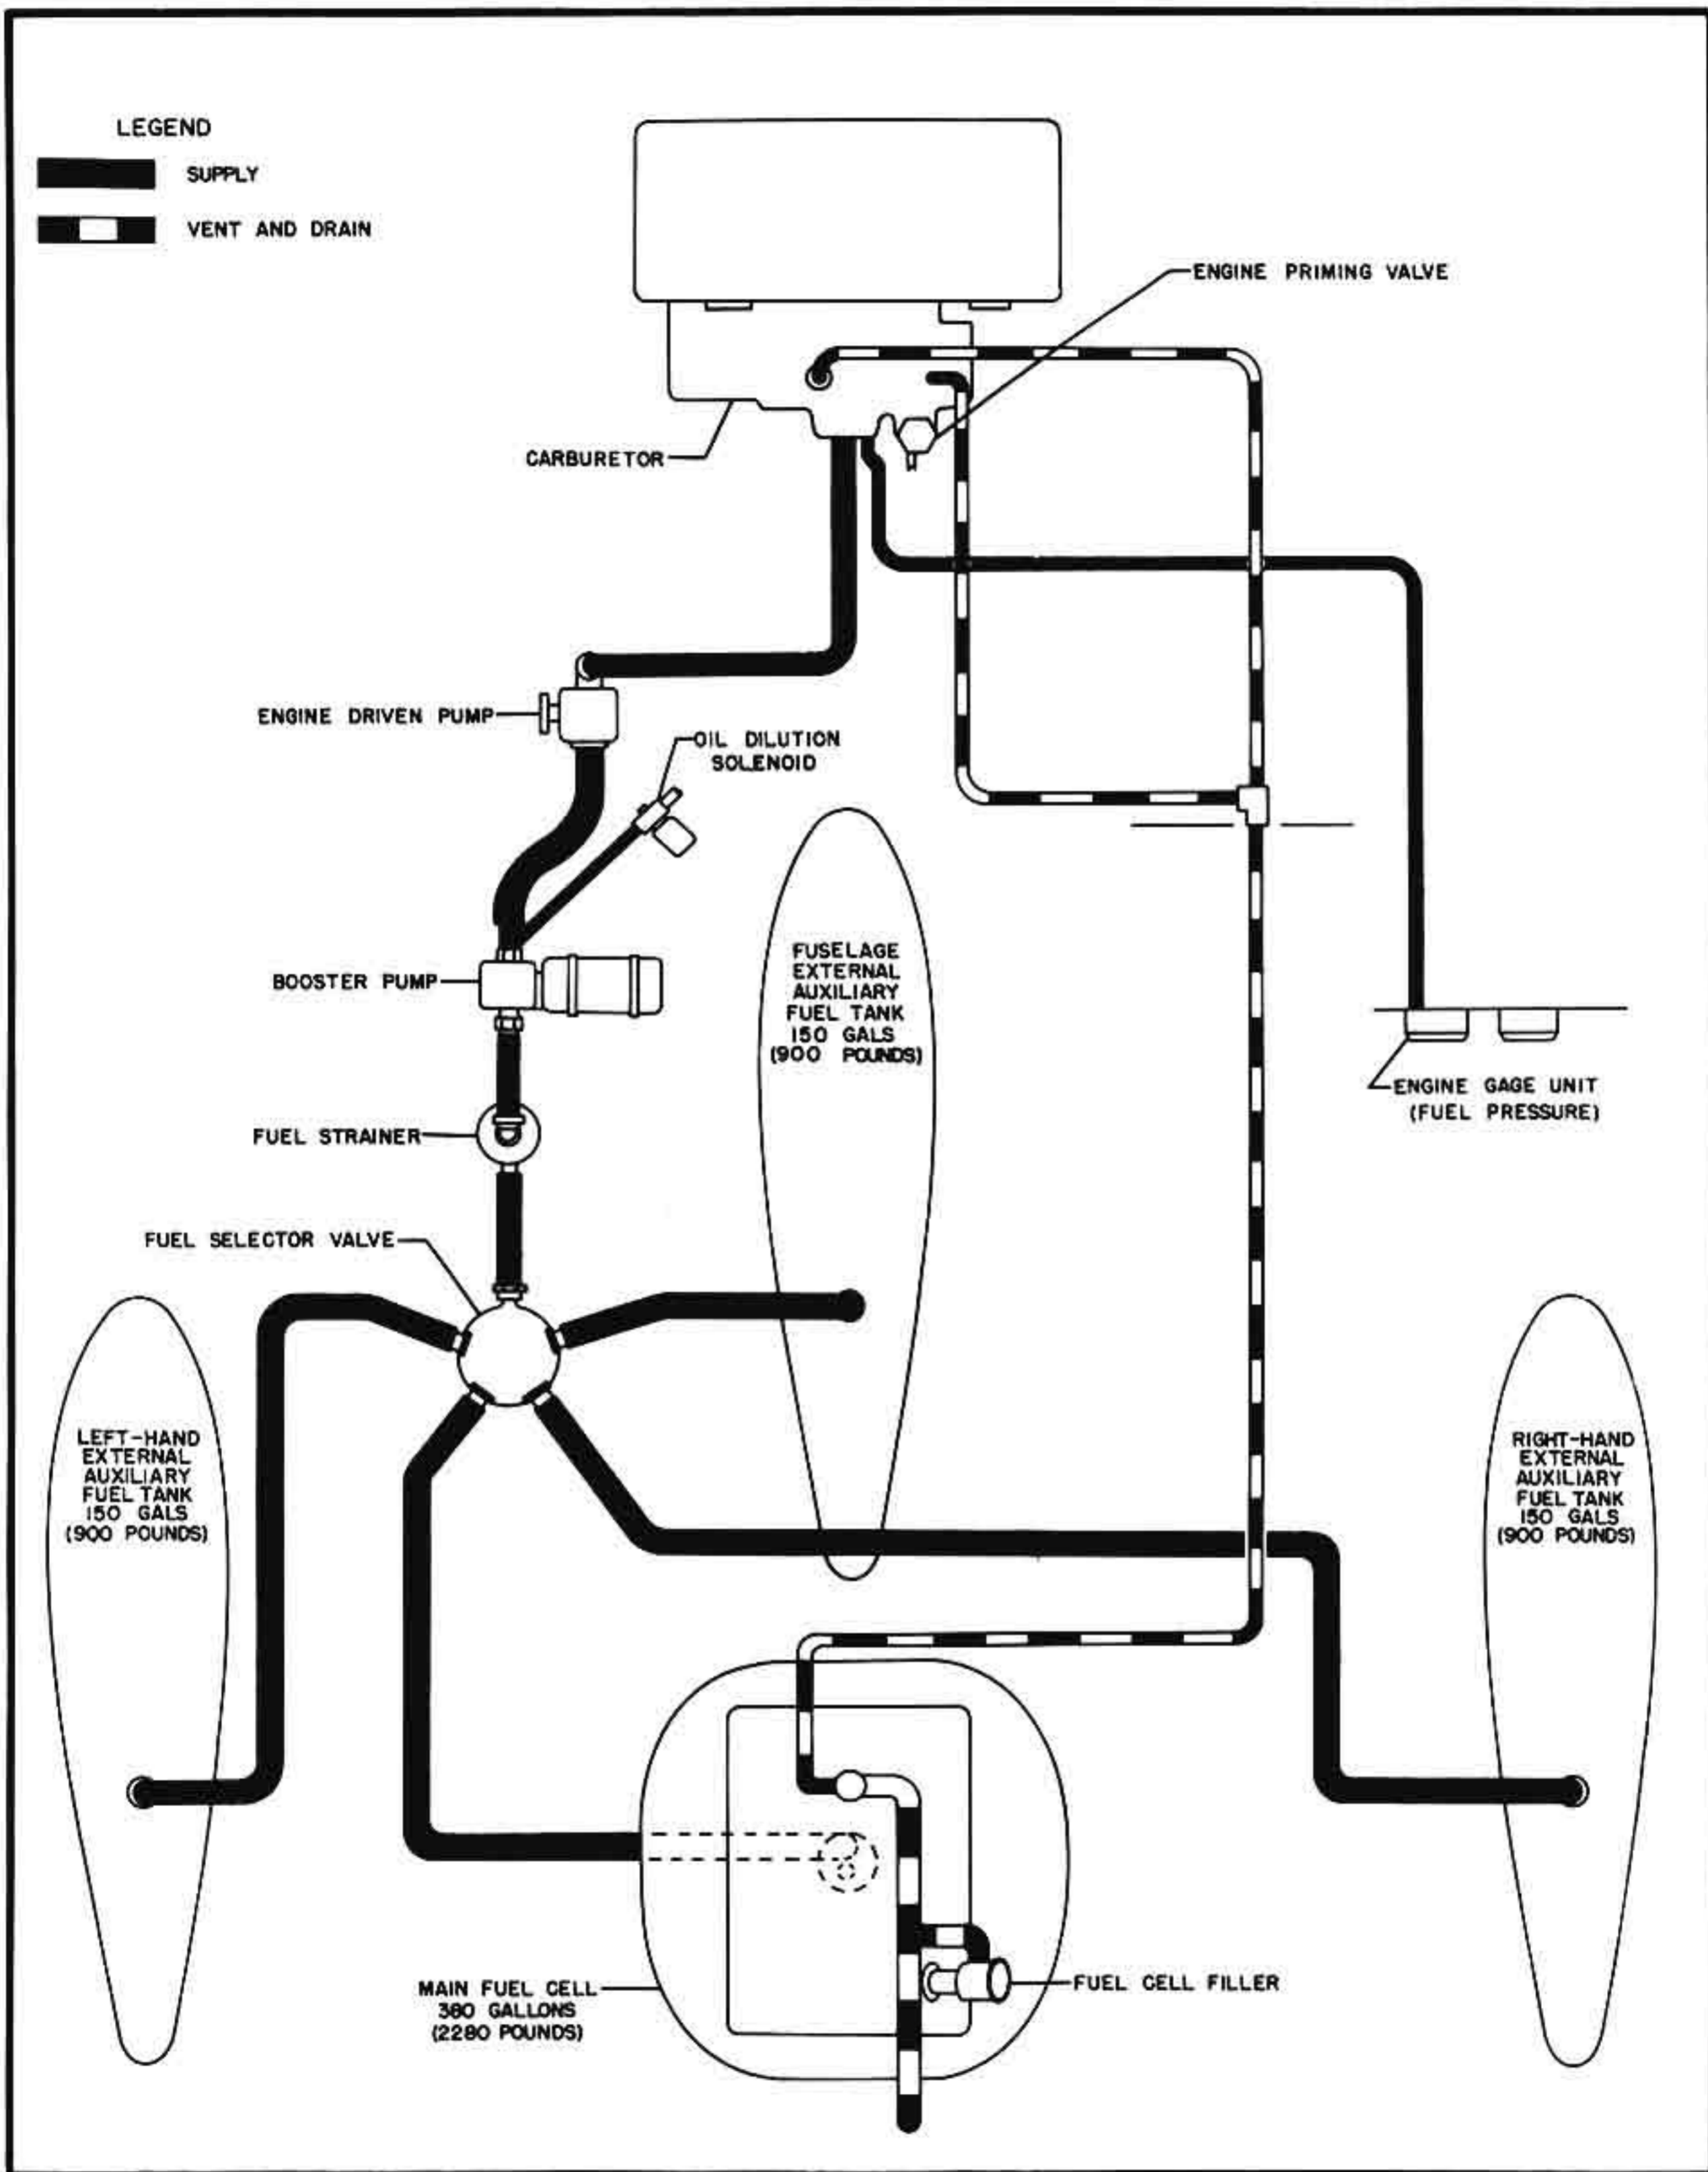 LEGEND
SUPPLY
VENT AND DRAIN
ENGINE PRIMING VALVE
CARBURETOR
ENGINE DRIVEN PUMP
OIL DILUTION
SOLENOID
BOOSTER PUMP
FUSELAGE
EXTERNAL
AUXILIARY
FUEL TANK
150 GALS
(900 POUNDS)
ENGINE GAGE UNIT
(FUEL PRESSURE)
FUEL STRAINER
FUEL SELECTOR VALVE
LEFT-HAND
EXTERNAL
AUXILIARY
FUEL TANK
150 GALS
(900 POUNDS)
RIGHT-HAND
EXTERNAL
AUXILIARY
FUEL TANK
150 GALS
(900 POUNDS)
MAIN FUEL CELL
380 GALLONS
(2280 POUNDS)
FUEL CELL FILLER